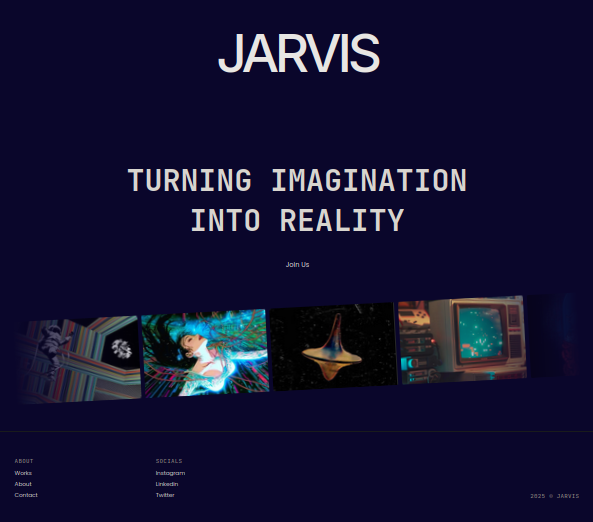 JARVIS
TURNING IMAGINATION
INTO REALITY
Join Us
ABOUT
Works
About
Contact
SOCIALS
Instagram
LinkedIn
Twitter
2025 © JARVIS